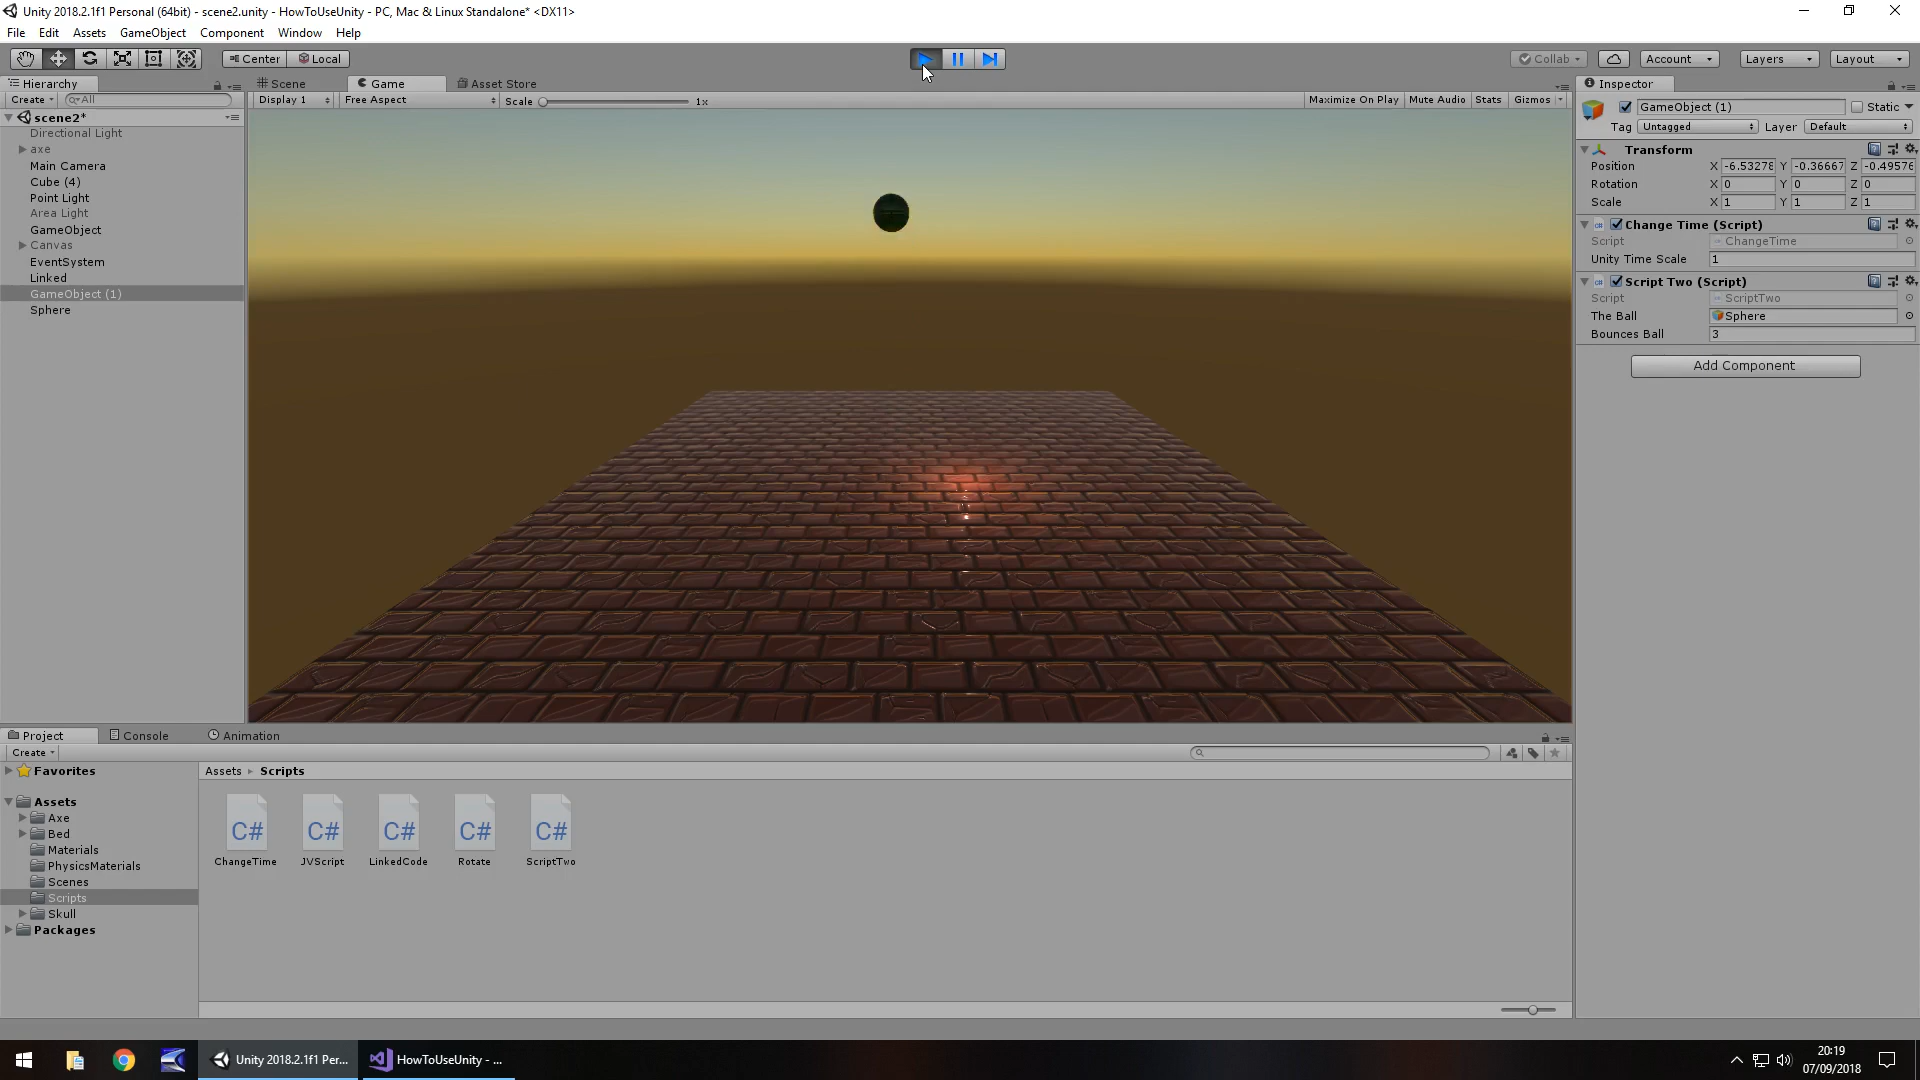 Unity 2018.2.1f1 Personal (64bit) - scene2.unity - HowToUseUnity - PC, Mac & Linux Standalone* <DX11>
File Edit Assets GameObject Component Window Help
Center Local Collab Account Layers Layout
Hierarchy
Create All
scene2*
Directional Light
axe
Main Camera
Cube (4)
Point Light
Area Light
GameObject
Canvas
EventSystem
Linked
GameObject (1)
Sphere
Scene Game Asset Store
Display 1 Free Aspect Scale 1x Maximize On Play Mute Audio Stats Gizmos
Inspector
GameObject (1) Static
Tag Untagged Layer Default
Transform
Position X -6.53278 Y -0.36667 Z -0.49576
Rotation X 0 Y 0 Z 0
Scale X 1 Y 1 Z 1
Change Time (Script)
Script ChangeTime
Unity Time Scale 1
Script Two (Script)
Script ScriptTwo
The Ball Sphere
Bounces Ball 3
Add Component
Project Console Animation
Create
Favorites
Assets
Axe
Bed
Materials
PhysicsMaterials
Scenes
Scripts
Skull
Packages
Assets Scripts
C# C# C# C# C#
ChangeTime JVScript LinkedCode Rotate ScriptTwo
Unity 2018.2.1f1 Per... HowToUseUnity - ...
20:19
07/09/2018